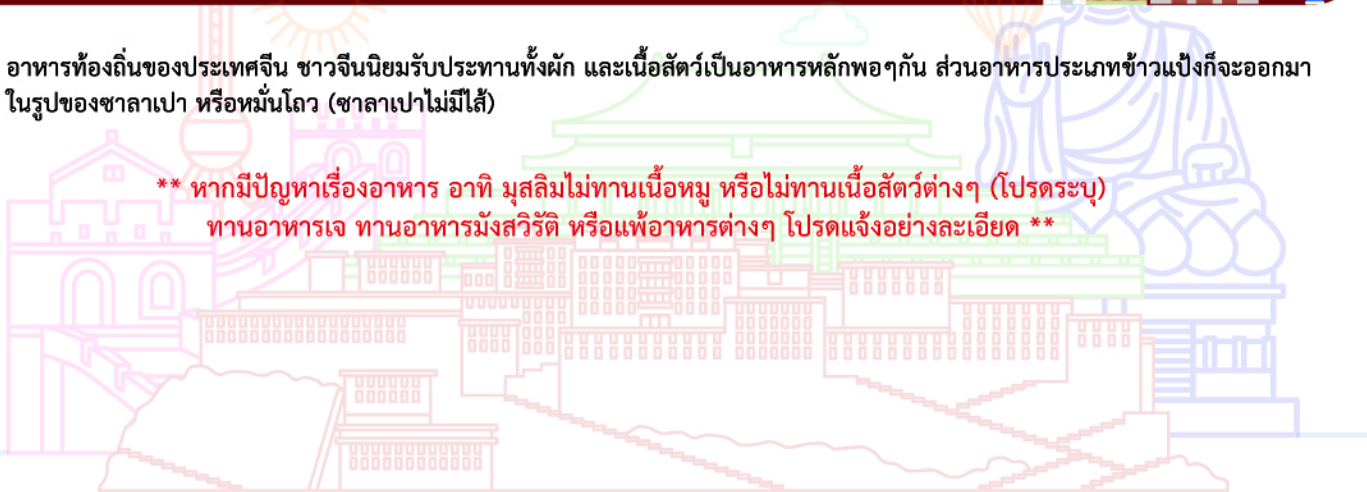 อาหารท้องถิ่นของประเทศจีน ชาวจีนนิยมรับประทานทั้งผัก และเนื้อสัตว์เป็นอาหารหลักพอๆกัน ส่วนอาหารประเภทข้าวแป้งก็จะออกมา
ในรูปของซาลาเปา หรือหมั่นโถว (ซาลาเปาไม่มีไส้)
** หากมีปัญหาเรื่องอาหาร อาทิ มุสลิมไม่ทานเนื้อหมู หรือไม่ทานเนื้อสัตว์ต่างๆ (โปรดระบุ)
ทานอาหารเจ ทานอาหารมังสวิรัติ หรือแพ้อาหารต่างๆ โปรดแจ้งอย่างละเอียด **